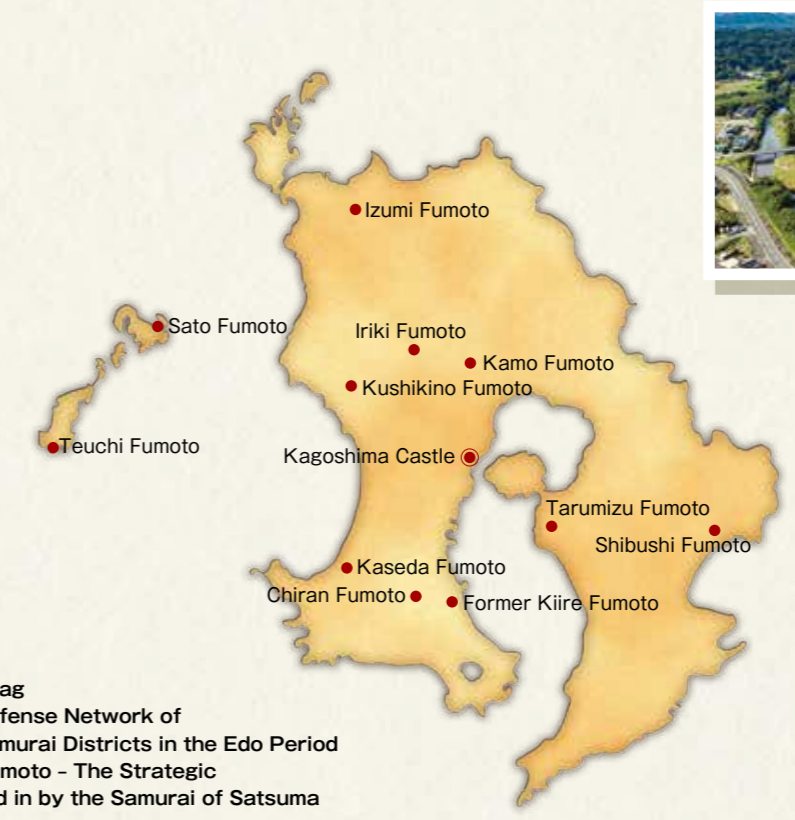 Izumi Fumoto
Sato Fumoto
Iriki Fumoto
Kamo Fumoto
Kushikino Fumoto
Teuchi Fumoto
Kagoshima Castle
Tarumizu Fumoto
Shibushi Fumoto
Kaseda Fumoto
Chiran Fumoto
Former Kiire Fumoto
ag
fense Network of
murai Districts in the Edo Period
moto – The Strategic
d in by the Samurai of Satsuma